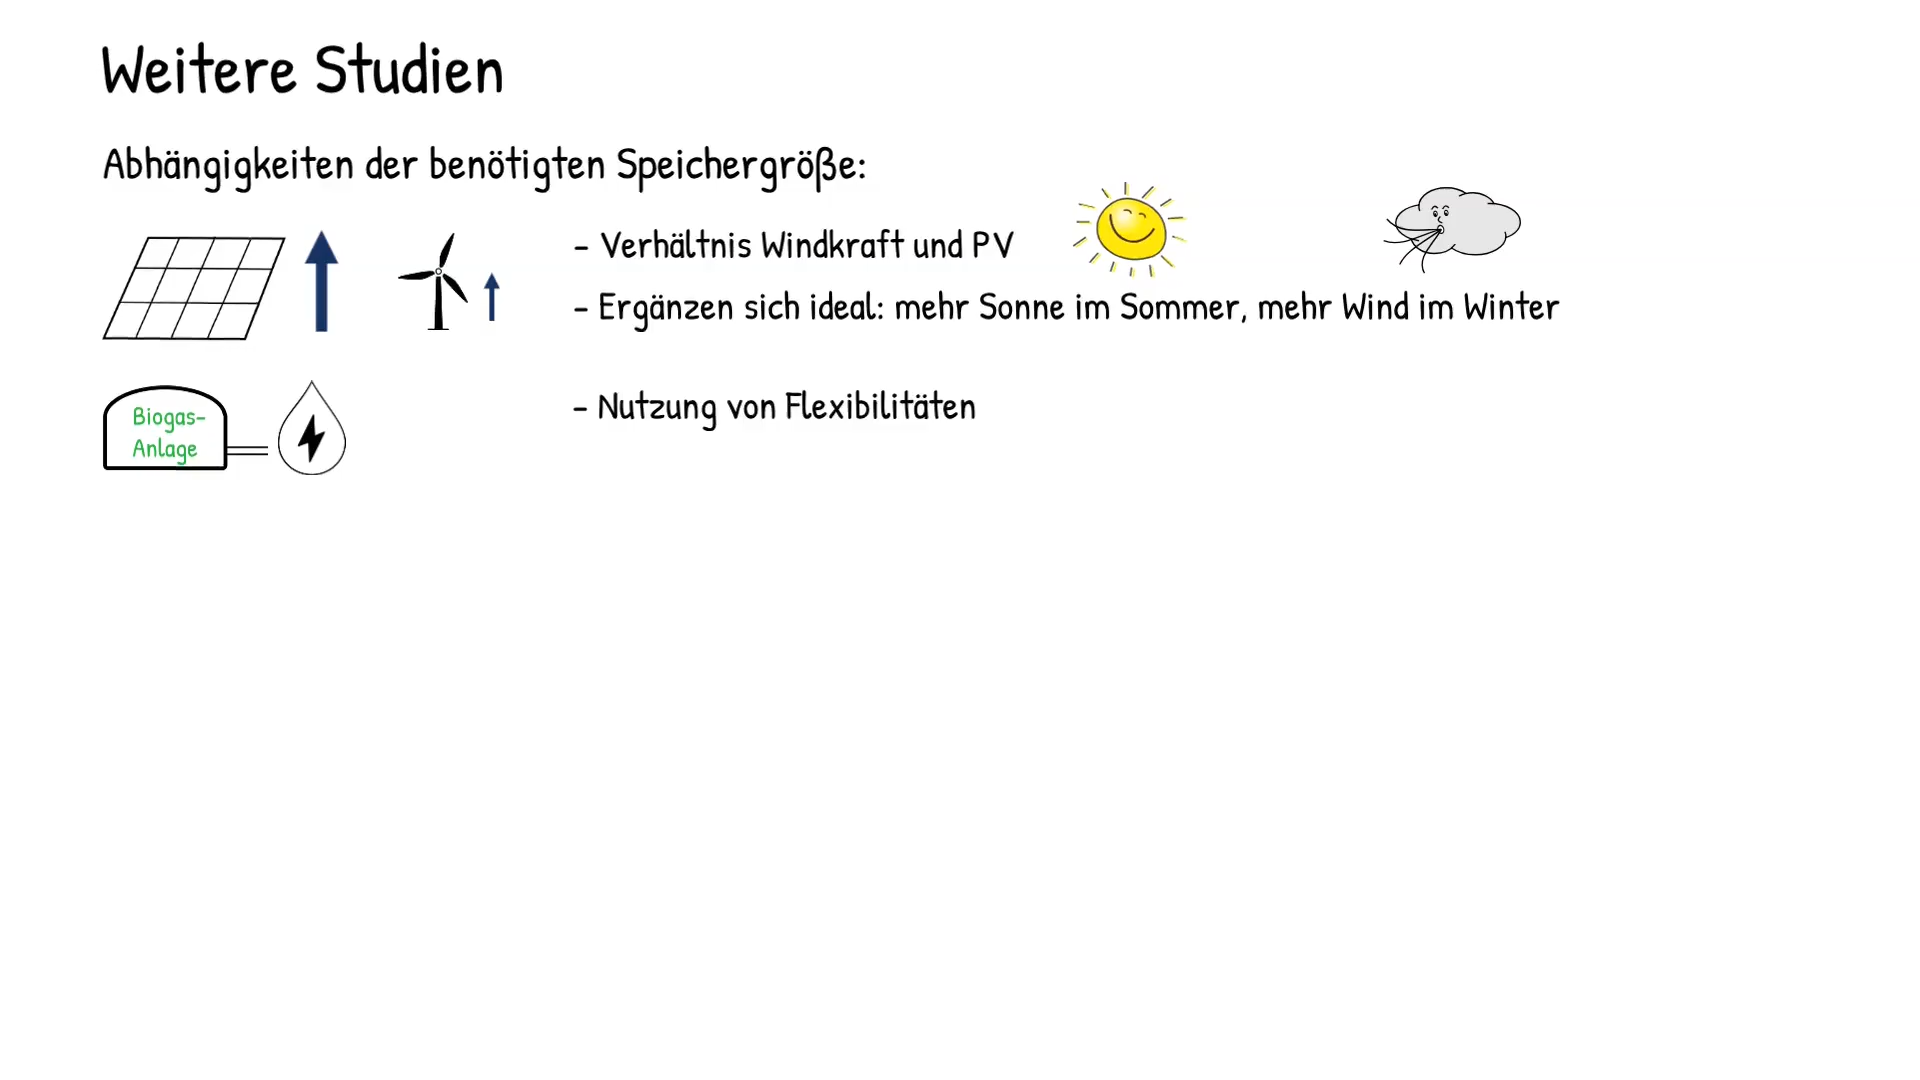 Weitere Studien
Abhängigkeiten der benötigten Speichergröße:
- Verhältnis Windkraft und PV
- Ergänzen sich ideal: mehr Sonne im Sommer, mehr Wind im Winter
Biogas-
Anlage
- Nutzung von Flexibilitäten